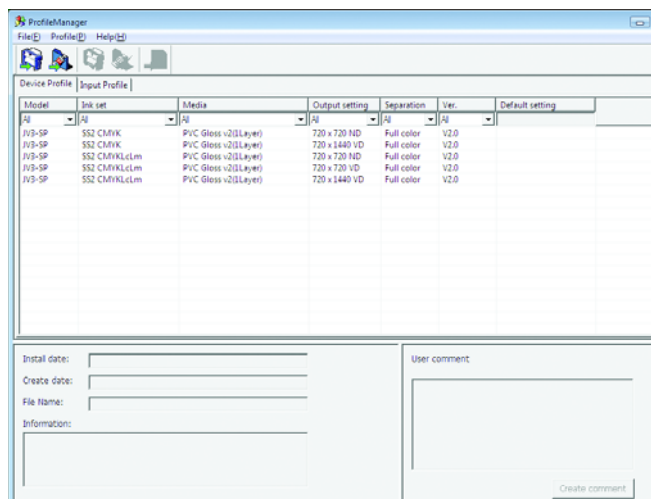 ProfileManager
File(F) Profile(P) Help(H)
Device Profile Input Profile
Model Ink set Media Output setting Separation Ver. Default setting
All All All All All All
JV3-SP SS2 CMYK PVC Gloss v2(1Layer) 720 x 720 ND Full color V2.0
JV3-SP SS2 CMYK PVC Gloss v2(1Layer) 720 x 1440 VD Full color V2.0
JV3-SP SS2 CMYKLcLm PVC Gloss v2(1Layer) 720 x 720 ND Full color V2.0
JV3-SP SS2 CMYKLcLm PVC Gloss v2(1Layer) 720 x 720 VD Full color V2.0
JV3-SP SS2 CMYKLcLm PVC Gloss v2(1Layer) 720 x 1440 VD Full color V2.0
Install date:
User comment
Create date:
File Name:
Information:
Create comment